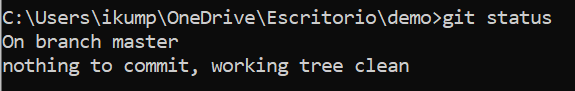 C:\Users\ikump\OneDrive\Escritorio\demo>git status
On branch master
nothing to commit, working tree clean